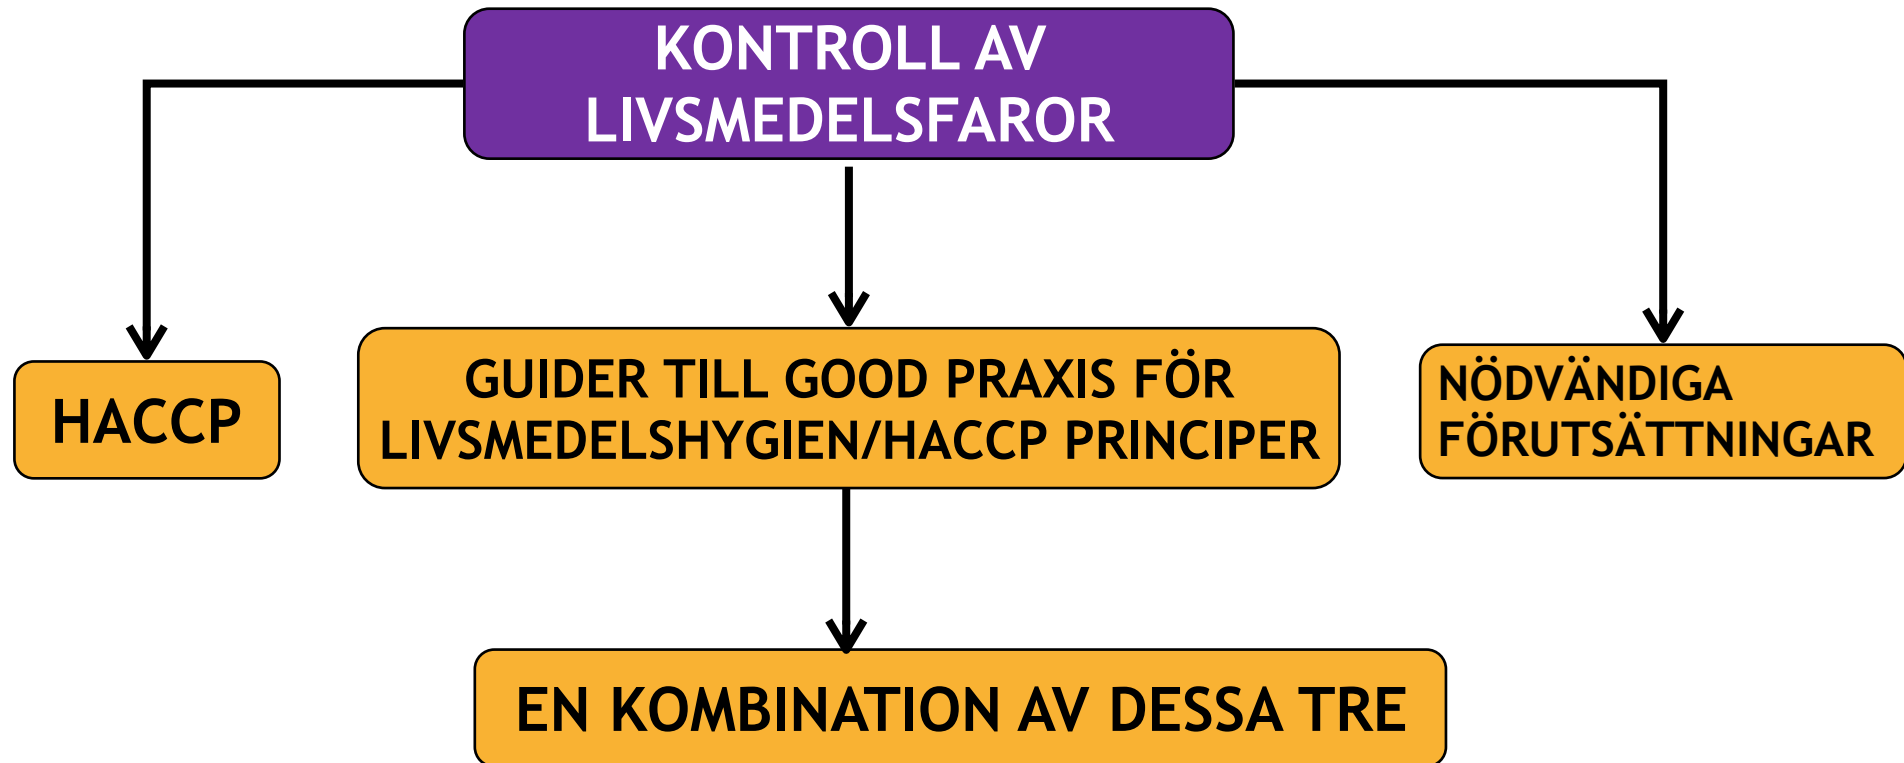 KONTROLL AV
LIVSMEDELSFAROR
HACCP
GUIDER TILL GOOD PRAXIS FÖR
LIVSMEDELSHYGIEN/HACCP PRINCIPER
NÖDVÄNDIGA
FÖRUTSÄTTNINGAR
EN KOMBINATION AV DESSA TRE